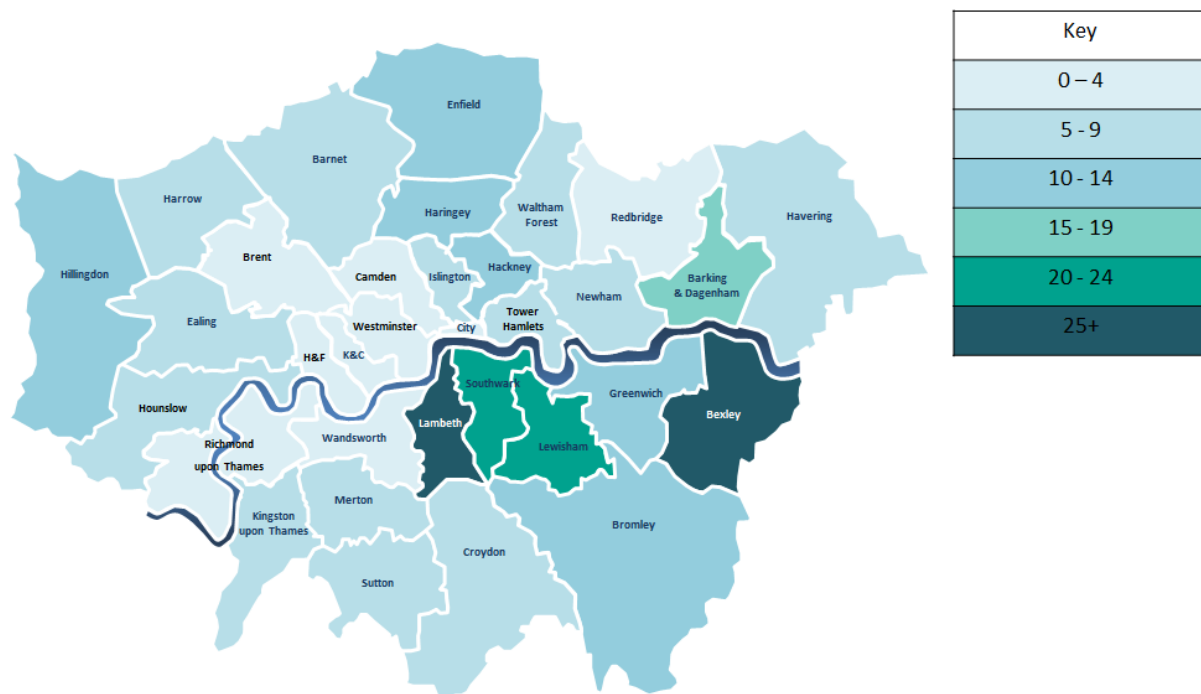 Enfield
Barnet
Harrow
Haringey
Waltham
Forest
Redbridge
Havering
Hillingdon
Brent
Camden
Islington
Hackney
Barking
& Dagenham
Newham
Ealing
Westminster
City
Tower
Hamlets
H&F
K&C
Hounslow
Southwark
Greenwich
Bexley
Lambeth
Richmond
upon Thames
Wandsworth
Lewisham
Merton
Kingston
upon Thames
Bromley
Croydon
Sutton
Key
0 – 4
5 - 9
10 - 14
15 - 19
20 - 24
25+